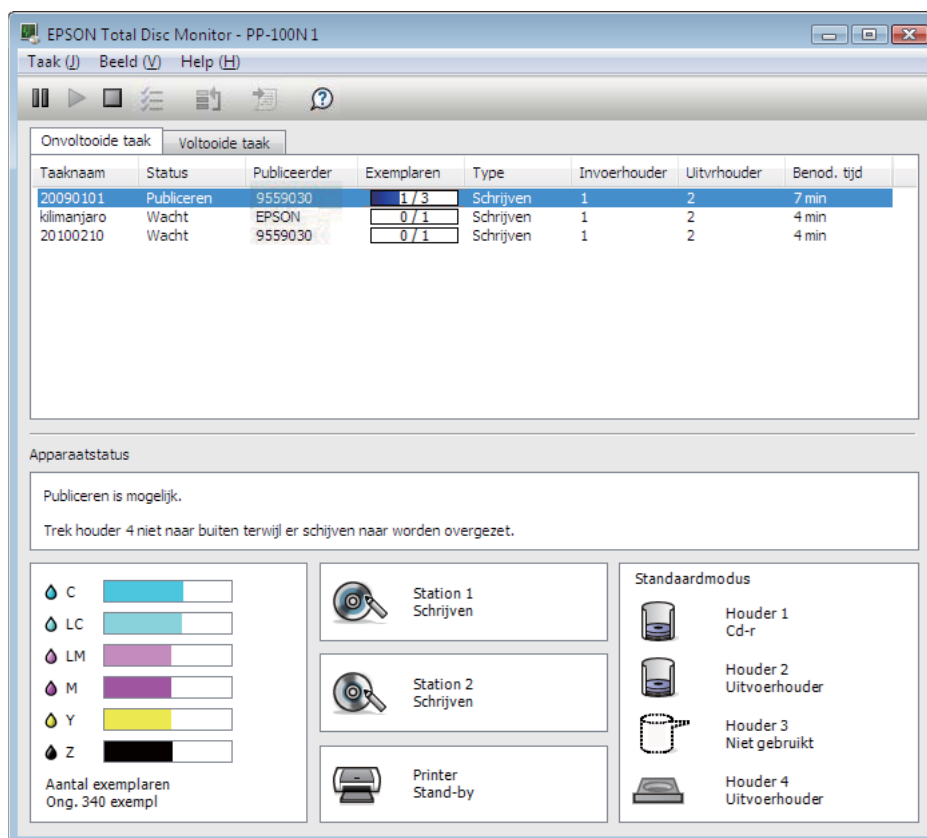 EPSON Total Disc Monitor - PP-100N 1
Taak (J) Beeld (V) Help (H)
Onvoltooide taak Voltooide taak
Taaknaam Status Publiceerder Exemplaren Type Invoerhouder Uitvrhouder Benod. tijd
20090101 Publiceren 9559030 1 / 3 Schrijven 1 2 7 min
kilimanjaro Wacht EPSON 0 / 1 Schrijven 1 2 4 min
20100210 Wacht 9559030 0 / 1 Schrijven 1 2 4 min
Apparaatstatus
Publiceren is mogelijk.
Trek houder 4 niet naar buiten terwijl er schijven naar worden overgezet.
C
LC
LM
M
Y
Z
Aantal exemplaren
Ong. 340 exempl
Station 1
Schrijven
Station 2
Schrijven
Printer
Stand-by
Standaardmodus
Houder 1
Cd-r
Houder 2
Uitvoerhouder
Houder 3
Niet gebruikt
Houder 4
Uitvoerhouder